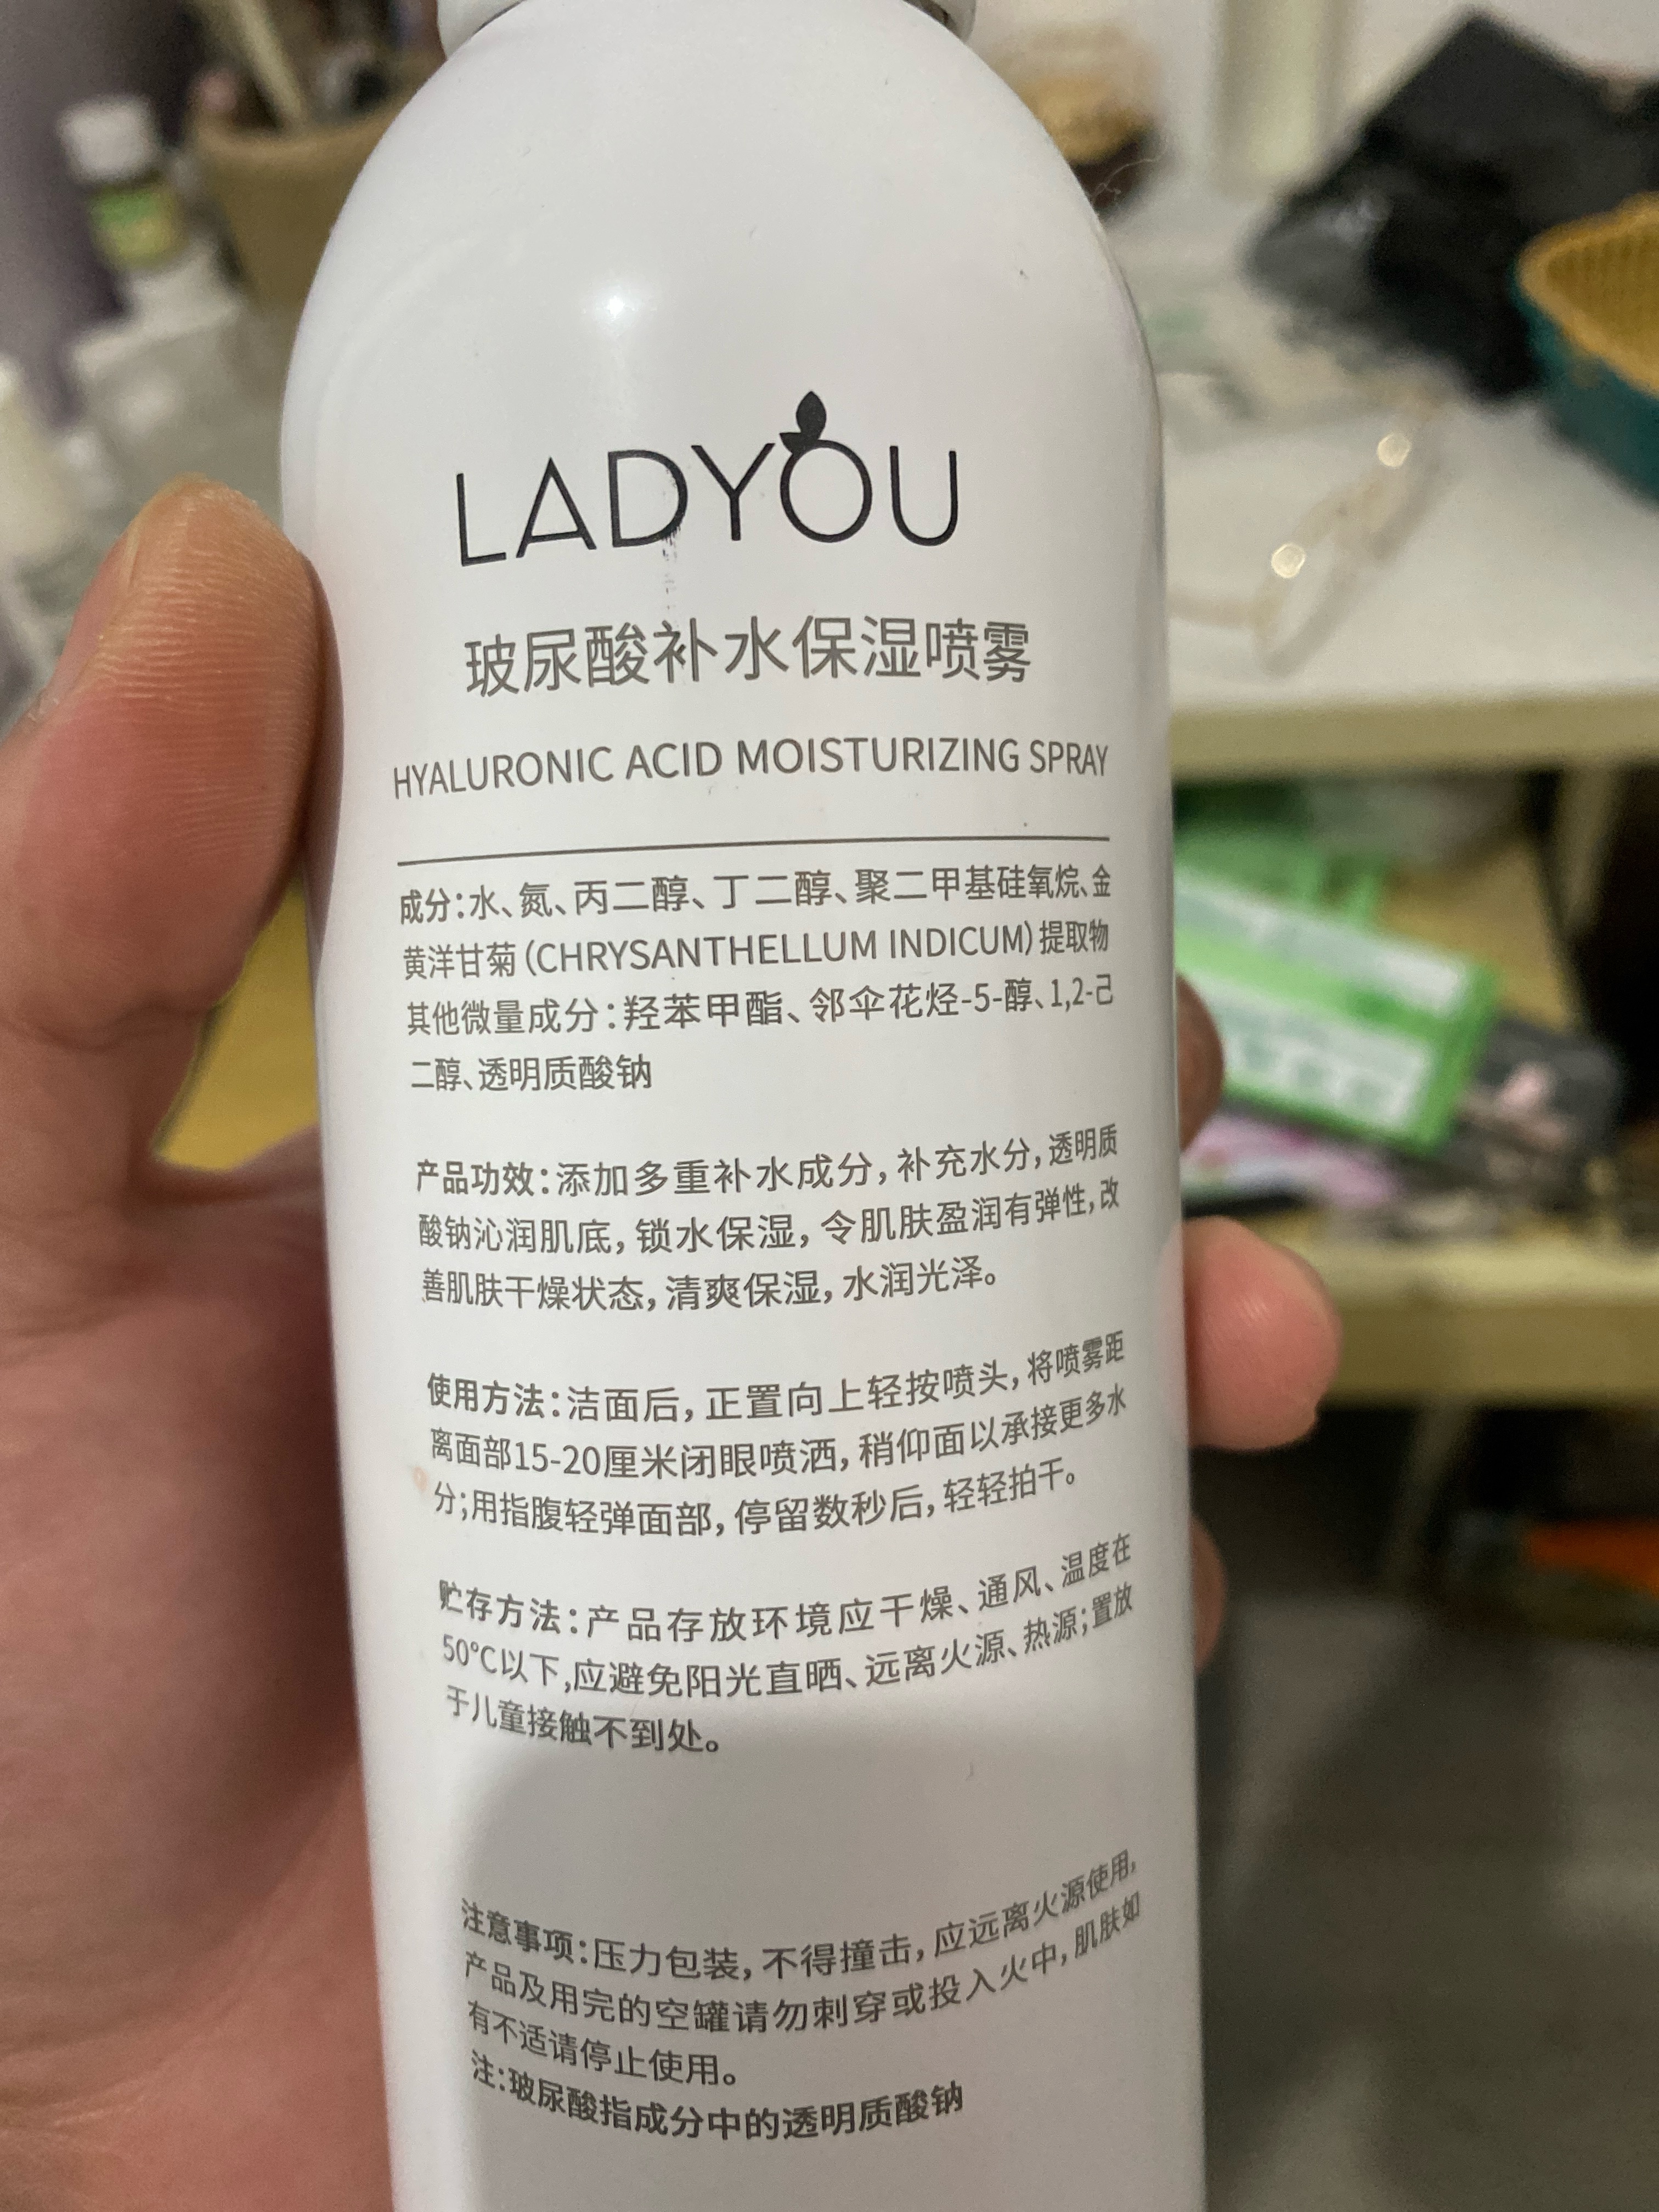 LADYOU
玻尿酸补水保湿喷雾
HYALURONIC ACID MOISTURIZING SPRAY
成分：水、氮、丙二醇、丁二醇、聚二甲基硅氧烷、金
黄洋甘菊（CHRYSANTHELLUM INDICUM）提取物
其他微量成分：羟苯甲酯、邻伞花烃-5-醇、1,2-己
二醇、透明质酸钠
产品功效：添加多重补水成分，补充水分，透明质
酸钠沁润肌底，锁水保湿，令肌肤盈润有弹性，改
善肌肤干燥状态，清爽保湿，水润光泽。
使用方法：洁面后，正置向上轻按喷头，将喷雾距
离面部15-20厘米闭眼喷洒，稍仰面以承接更多水
分；用指腹轻弹面部，停留数秒后，轻轻拍干。
贮存方法：产品存放环境应干燥、通风、温度在
50℃以下，应避免阳光直晒、远离火源、热源；置放
于儿童接触不到处。
注意事项：压力包装，不得撞击，应远离火源使用，
产品及用完的空罐请勿刺穿或投入火中，肌肤如
有不适请停止使用。
注：玻尿酸指成分中的透明质酸钠